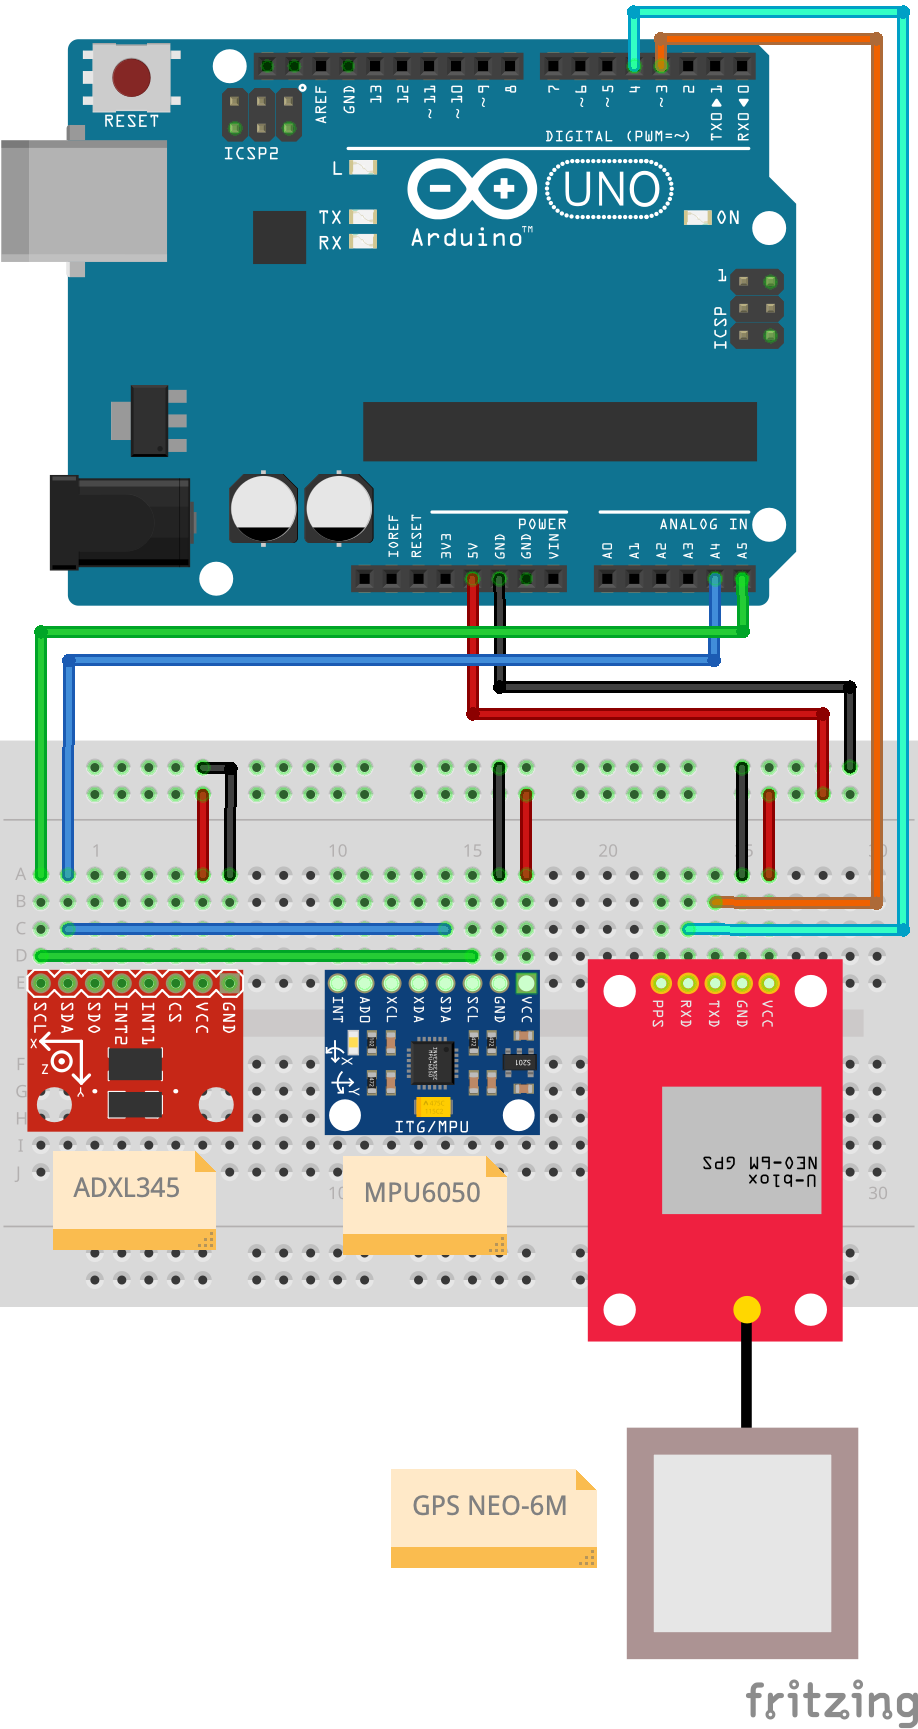 RESET
ICSP2
AREF
GND
13
12
~11
~10
~9
8
7
~6
~5
4
~3
2
TX0▶1
RX0◀0
DIGITAL (PWM=~)
L
TX
RX
Arduino™
UNO
ON
1
ICSP
IOREF
RESET
3V3
5V
GND
GND
VIN
POWER
A0
A1
A2
A3
A4
A5
ANALOG IN
1 10 15 20 30
A
B
C
D
E
F
G
H
I
J
SCL
SDA
SDO
INT2
INT1
CS
VCC
GND
X
Z
Y
INT
ADO
XCL
XDA
SDA
SCL
GND
VCC
X
Y
ITG/MPU
PPS
RXD
TXD
GND
VCC
U-blox
NEO-6M GPS
30
ADXL345
MPU6050
GPS NEO-6M
fritzing